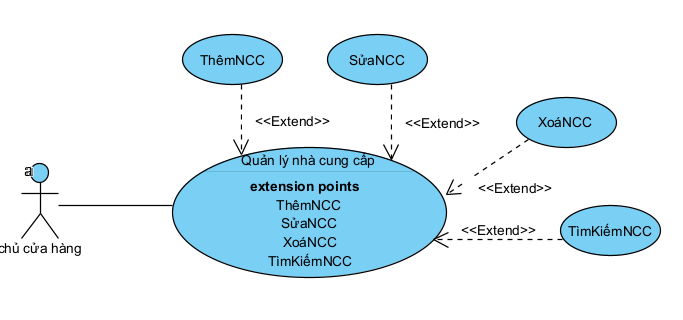 ThêmNCC
SửaNCC
<<Extend>>
<<Extend>>
XoáNCC
Quản lý nhà cung cấp
extension points
ThêmNCC
SửaNCC
XoáNCC
TìmKiếmNCC
<<Extend>>
<<Extend>>
TìmKiếmNCC
a
chủ cửa hàng